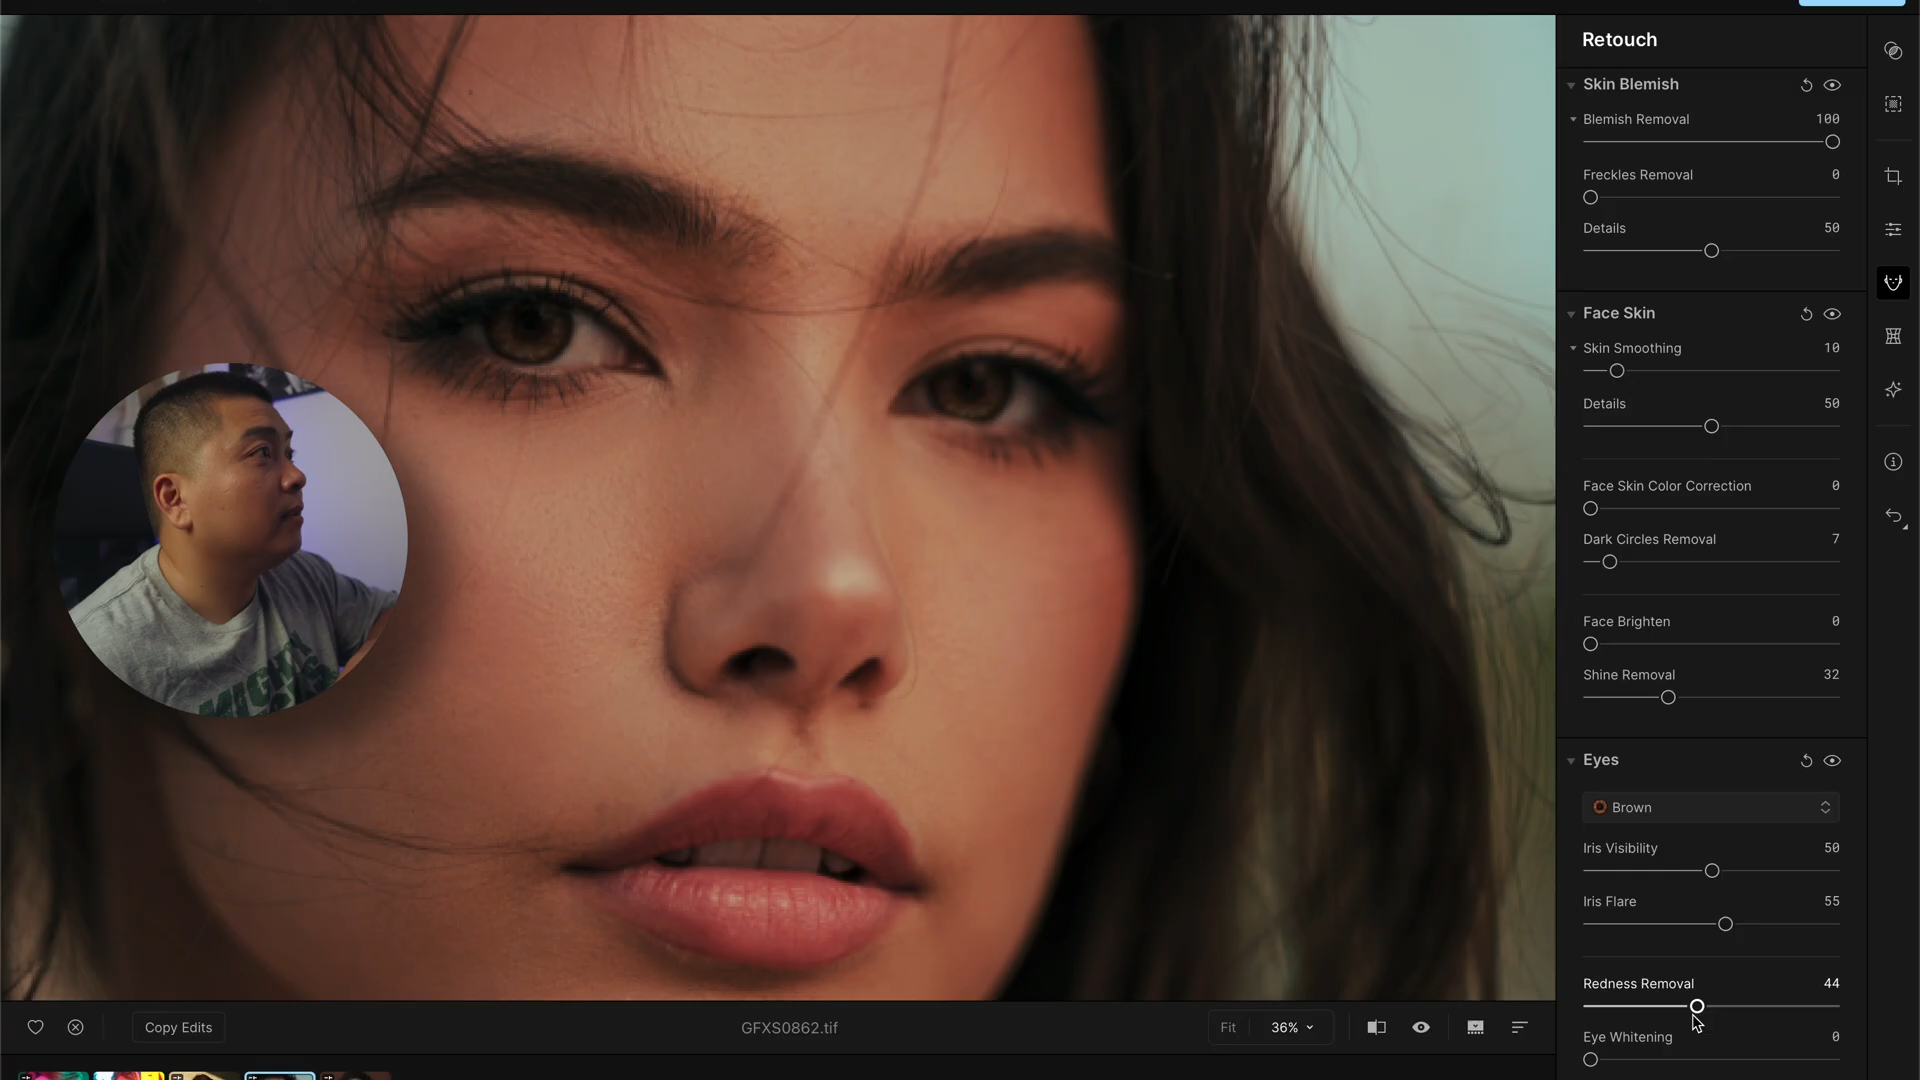 Retouch
Skin Blemish
Blemish Removal 100
Freckles Removal 0
Details 50
Face Skin
Skin Smoothing 10
Details 50
Face Skin Color Correction 0
Dark Circles Removal 7
Face Brighten 0
Shine Removal 32
Eyes
Brown
Iris Visibility 50
Iris Flare 55
Redness Removal 44
Eye Whitening 0
Copy Edits
GFXS0862.tif
Fit
36%